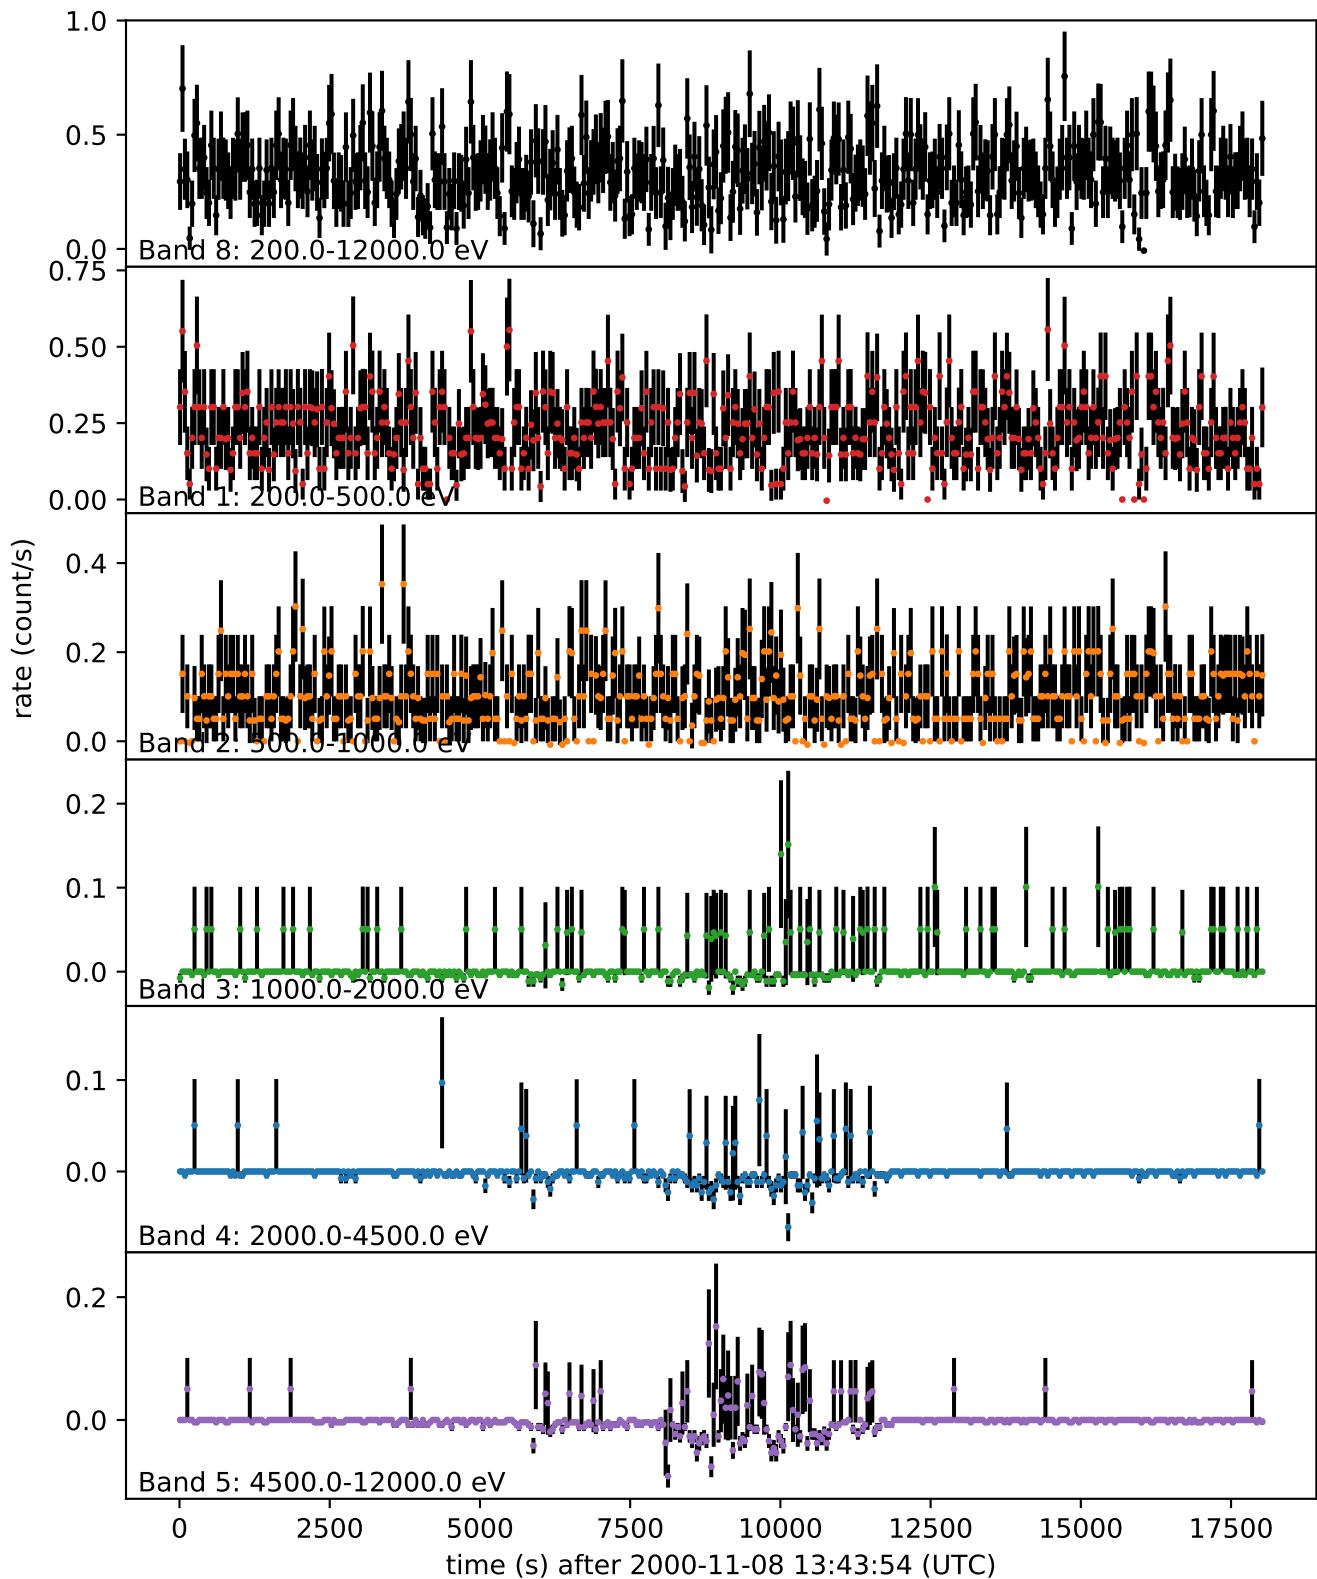 1.0
0.5
0.0
Band 8: 200.0-12000.0 eV
0.75
0.50
0.25
0.00
Band 1: 200.0-500.0 eV
rate (count/s)
0.4
0.2
0.0
Band 2: 500.0-1000.0 eV
0.2
0.1
0.0
Band 3: 1000.0-2000.0 eV
0.1
0.0
Band 4: 2000.0-4500.0 eV
0.2
0.0
Band 5: 4500.0-12000.0 eV
0 2500 5000 7500 10000 12500 15000 17500
time (s) after 2000-11-08 13:43:54 (UTC)